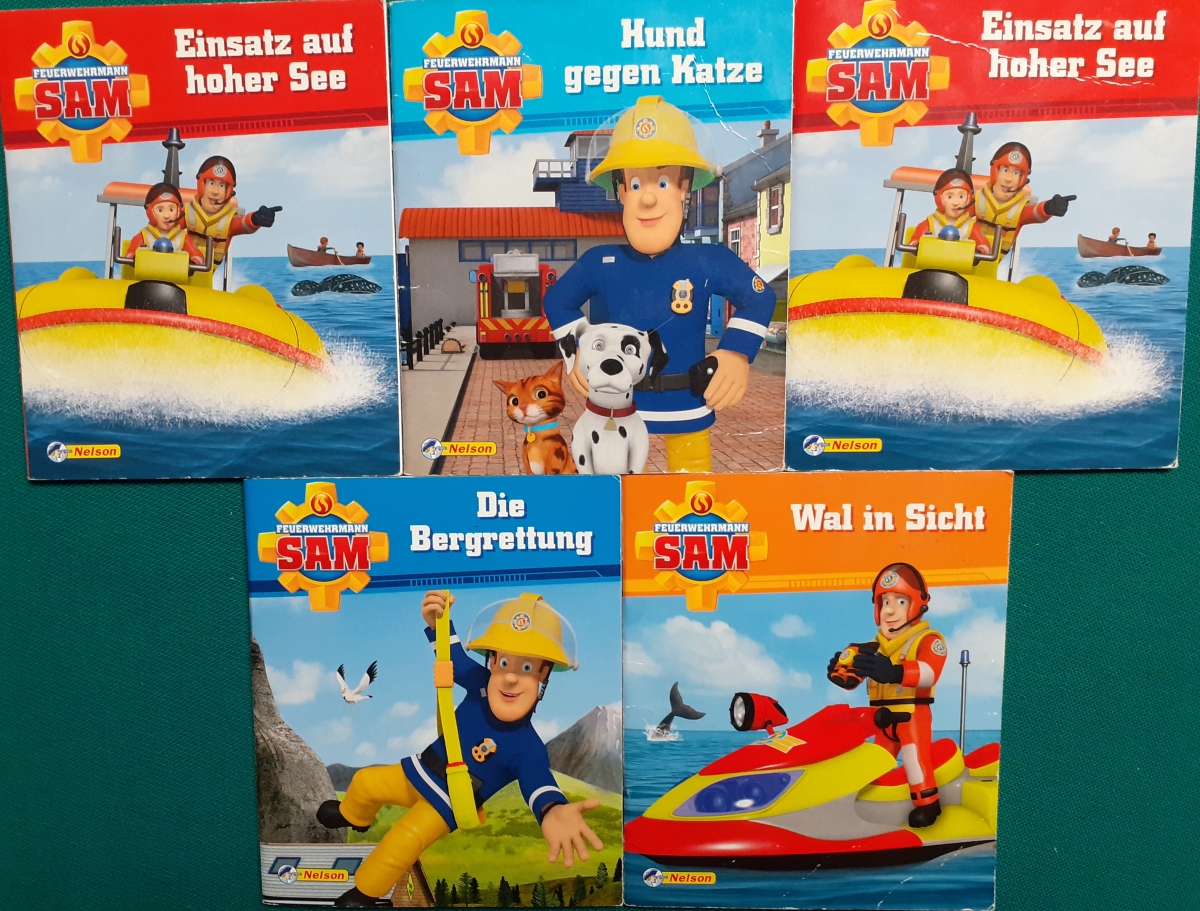 FEUERWEHRMANN
SAM
Einsatz auf
hoher See
Nelson
FEUERWEHRMANN
SAM
Hund
gegen Katze
Nelson
FEUERWEHRMANN
SAM
Einsatz auf
hoher See
Nelson
FEUERWEHRMANN
SAM
Die
Bergrettung
Nelson
FEUERWEHRMANN
SAM
Wal in Sicht
Nelson